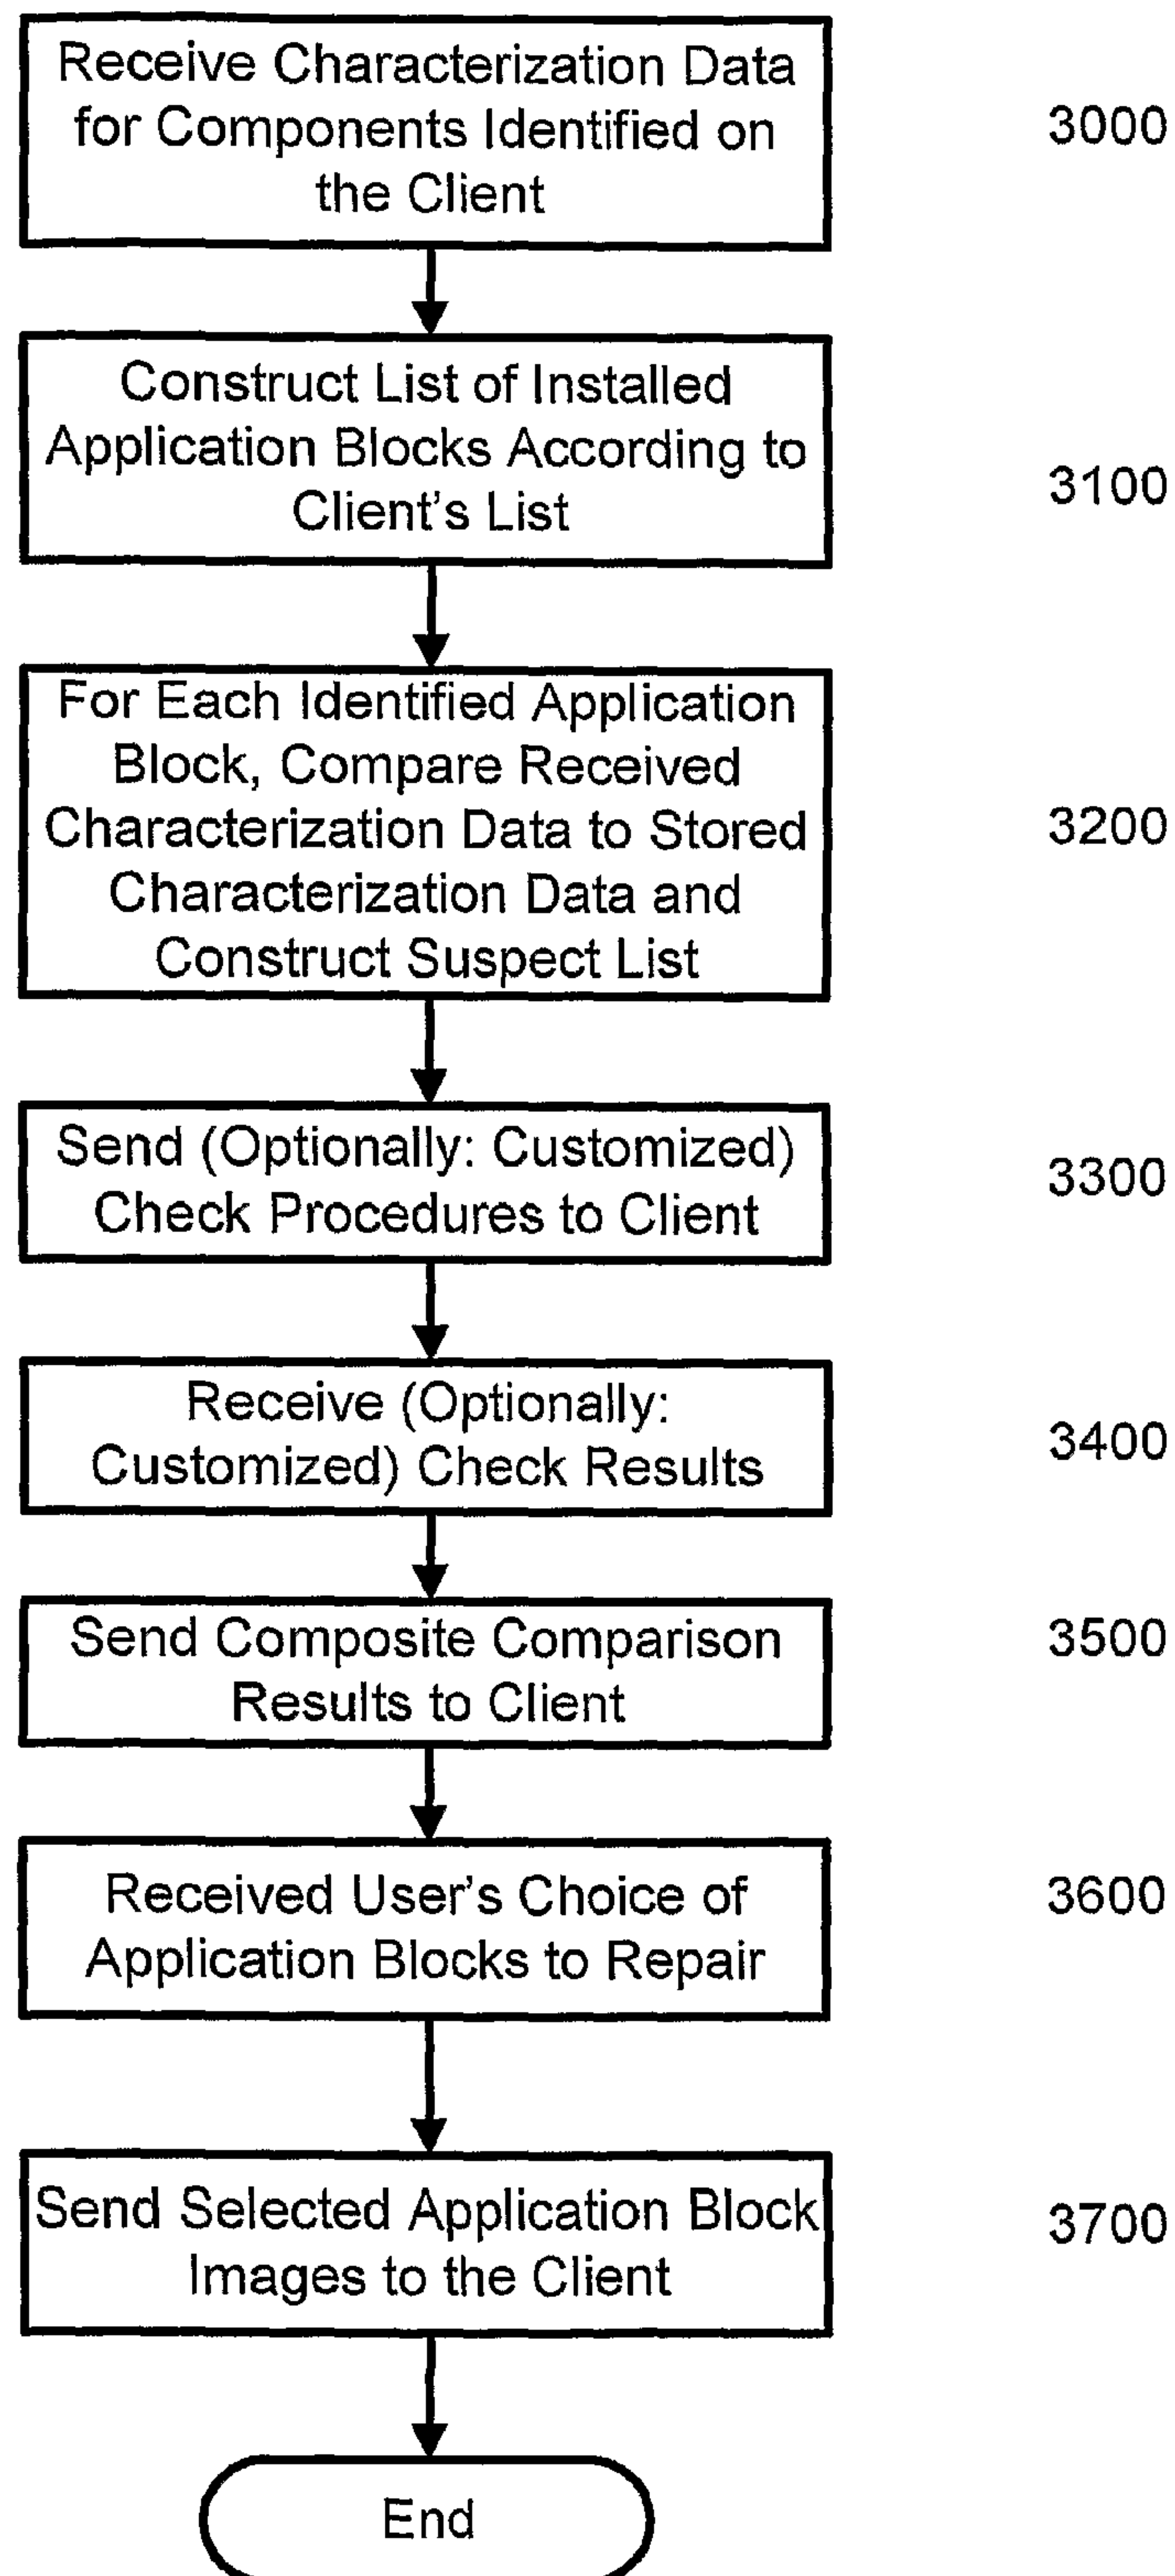 Receive Characterization Data
for Components Identified on
the Client
3000
Construct List of Installed
Application Blocks According to
Client's List
3100
For Each Identified Application
Block, Compare Received
Characterization Data to Stored
Characterization Data and
Construct Suspect List
3200
Send (Optionally: Customized)
Check Procedures to Client
3300
Receive (Optionally:
Customized) Check Results
3400
Send Composite Comparison
Results to Client
3500
Received User's Choice of
Application Blocks to Repair
3600
Send Selected Application Block
Images to the Client
3700
End